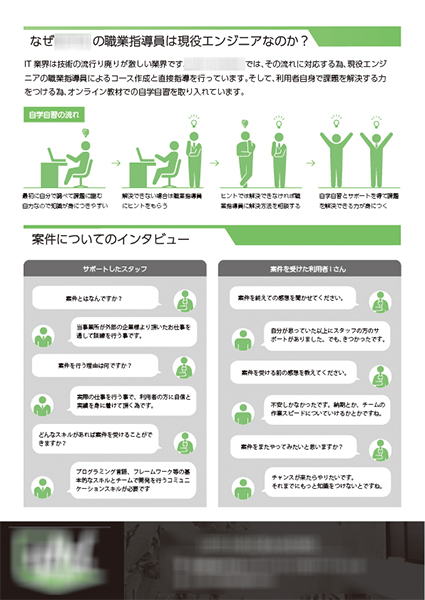 なぜ の職業指導員は現役エンジニアなのか?
IT 業界は技術の流行り廃りが激しい業界です。 では、その流れに対応する為、現役エンジ
ニアの職業指導員によるコース作成と直接指導を行っています。そして、利用者自身で課題を解決する力
をつける為、オンライン教材での自学自習を取り入れています。
自学自習の流れ
最初に自分で調べて課題に臨む
自力なので知識が身につきやすい
解決できない場合は職業指導員
にヒントをもらう
ヒントでは解決できなければ職
業指導員に解決方法を相談する
自学自習とサポートを得て課題
を解決できる力が身につく
案件についてのインタビュー
サポートしたスタッフ
案件とはなんですか?
当事業所が外部の企業様より頂いたお仕事を
通して訓練を行う事です。
案件を行う理由は何ですか?
実際の仕事を行う事で、利用者の方に自信と
実績を身に着けて頂く為です。
どんなスキルがあれば案件を受けることがで
きますか?
プログラミング言語、フレームワーク等の基
本的なスキルとチームで開発を行うコミュニ
ケーションスキルが必要です
案件を受けた利用者 I さん
案件を終えての感想を聞かせてください。
自分が思っていた以上にスタッフの方のサ
ポートがありました。でも、きつかったです。
案件を受ける前の感想を教えてください。
不安しかなかったです。納期とか、チームの
作業スピードについていけるかとかですね。
案件をまたやってみたいと思いますか?
チャンスが来たらやりたいです。
それまでにもっと知識をつけないとですね。